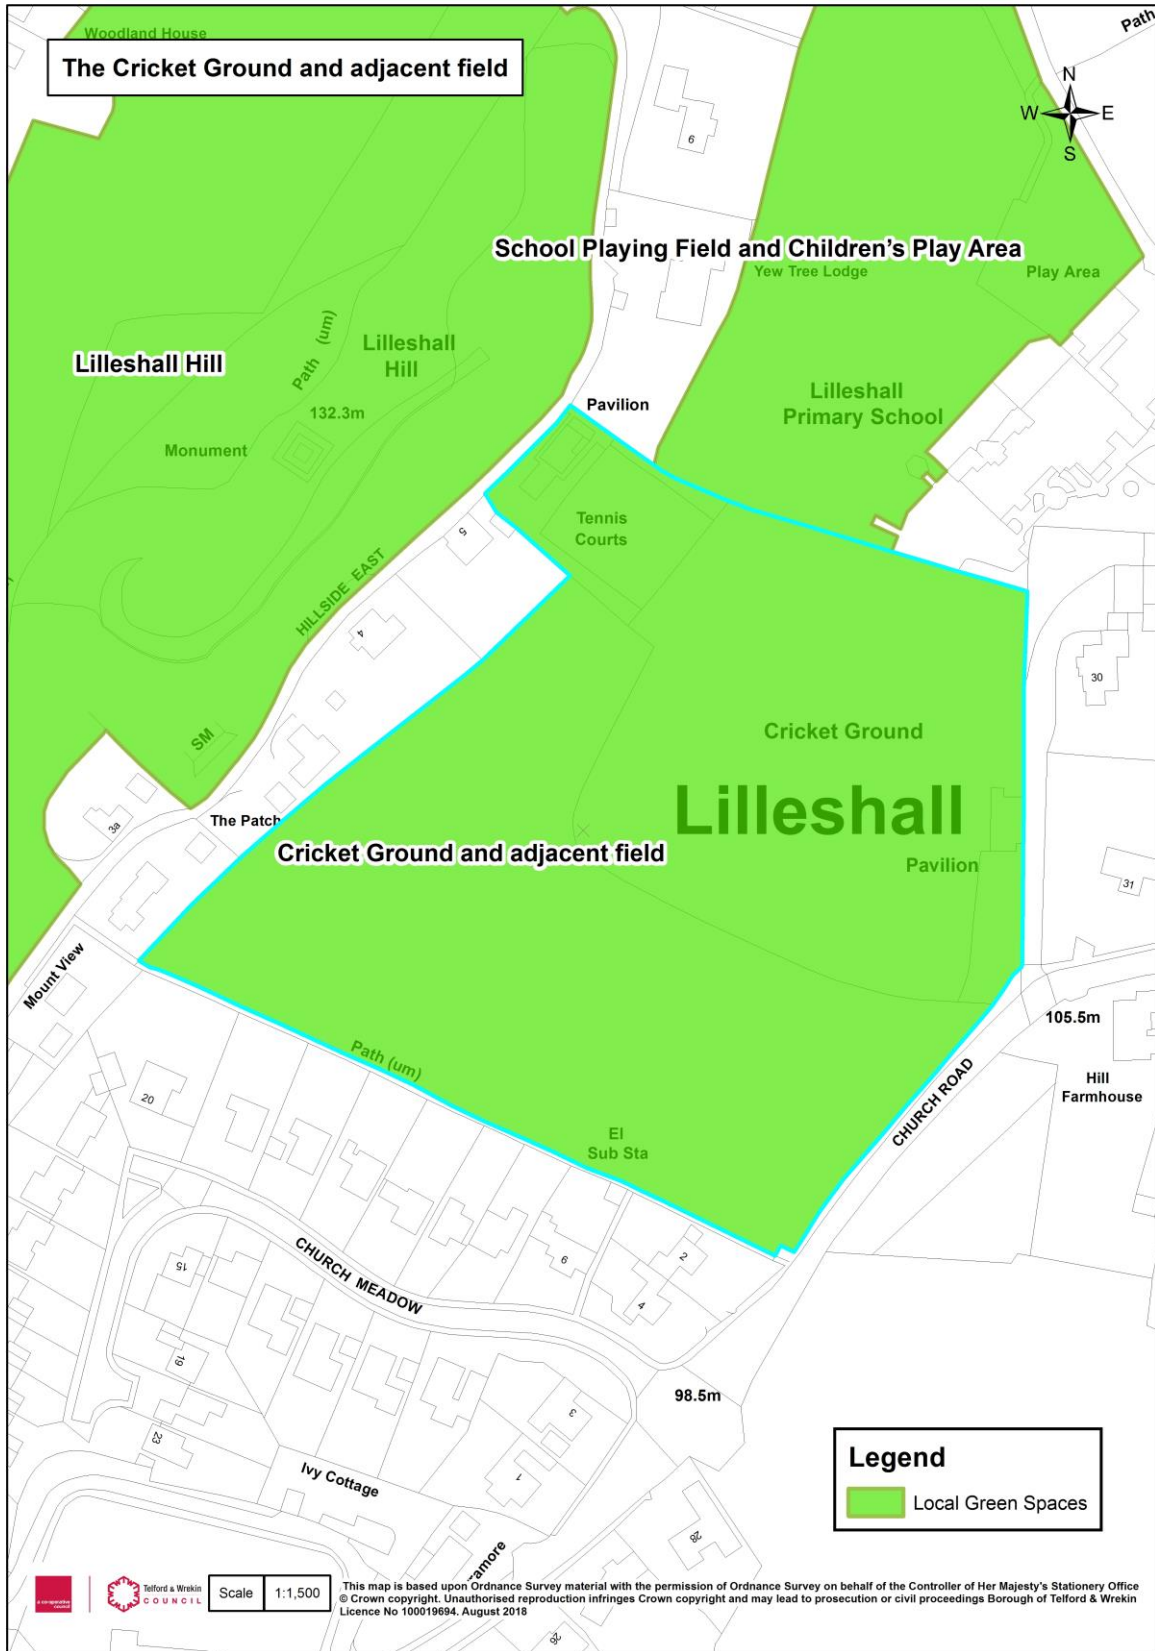 Woodland House
The Cricket Ground and adjacent field
Path
N
W E
S
6
School Playing Field and Children's Play Area
Yew Tree Lodge
Play Area
Path (um)
Lilleshall
Hill
Lilleshall Hill
132.3m
Monument
Pavilion
Lilleshall
Primary School
Tennis
Courts
5
HILLSIDE EAST
4
30
SM
Cricket Ground
Lilleshall
The Patch
3a
Cricket Ground and adjacent field
Pavilion
31
Mount View
105.5m
Path (um)
Hill
Farmhouse
CHURCH ROAD
20
El
Sub Sta
2
6
4
CHURCH MEADOW
15
19
98.5m
3
23
Ivy Cottage
1
Legend
Local Green Spaces
28
26
a co-operative
council
Telford & Wrekin
COUNCIL
Scale 1:1,500
This map is based upon Ordnance Survey material with the permission of Ordnance Survey on behalf of the Controller of Her Majesty's Stationery Office
© Crown copyright. Unauthorised reproduction infringes Crown copyright and may lead to prosecution or civil proceedings Borough of Telford & Wrekin
Licence No 100019694. August 2018